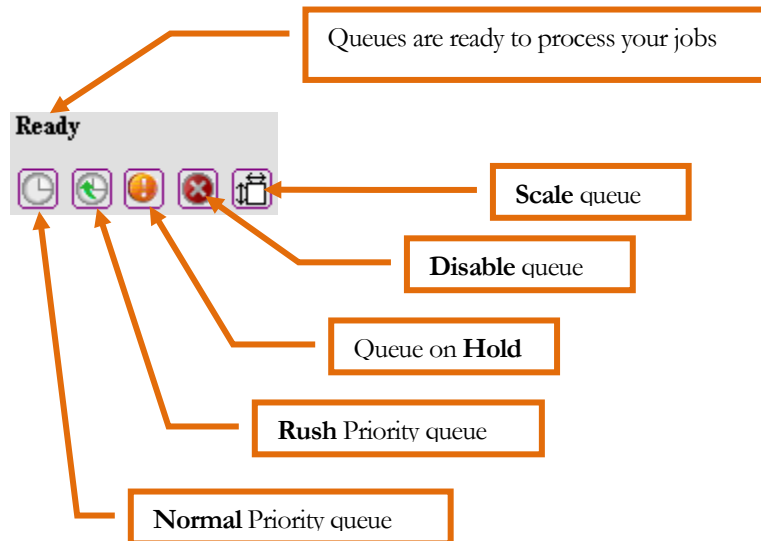 Queues are ready to process your jobs
Ready
Scale queue
Disable queue
Queue on Hold
Rush Priority queue
Normal Priority queue